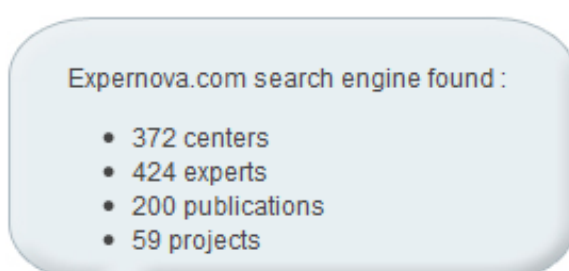 Expernova.com search engine found :
• 372 centers
• 424 experts
• 200 publications
• 59 projects